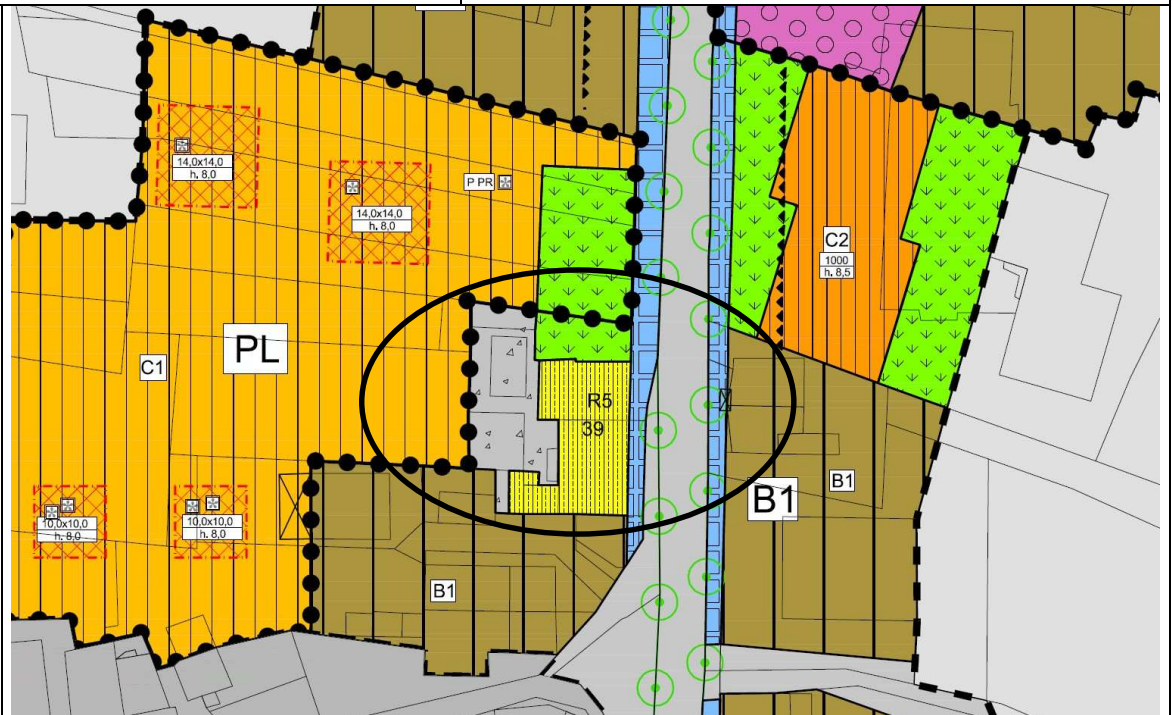 14,0x14,0
h. 8,0
14,0x14,0
h. 8,0
P PR
C2
1000
h. 8,5
PL
C1
R5
39
B1
B1
10,0x10,0
h. 8,0
10,0x10,0
h. 8,0
B1